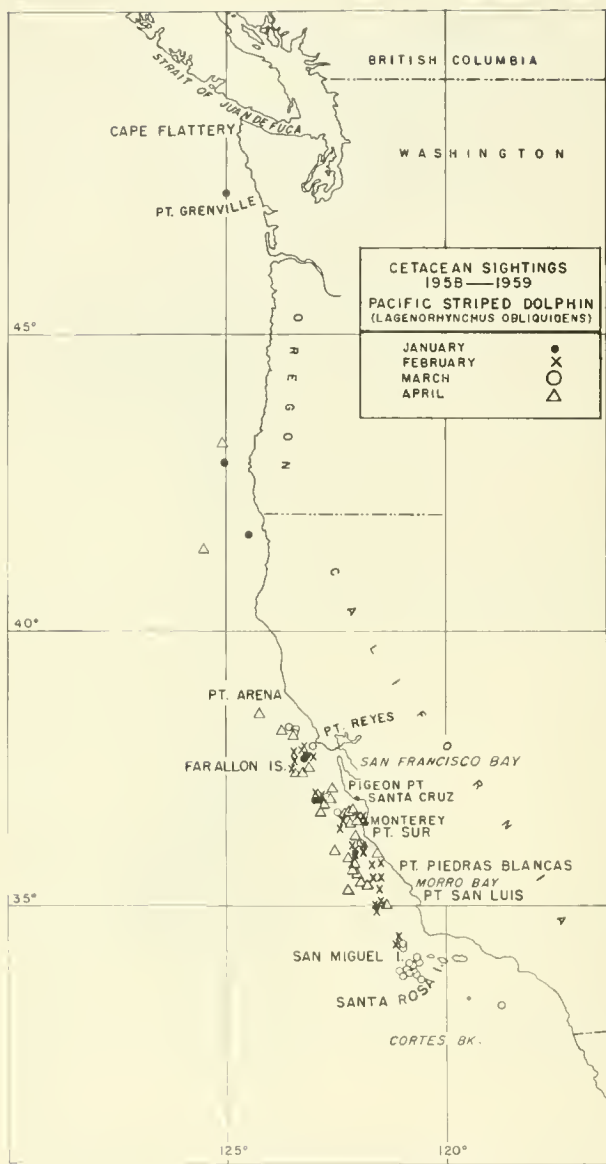 BRITISH COLUMBIA
STRAIT OF JUAN DE FUCA
CAPE FLATTERY
WASHINGTON
PT. GRENVILLE
CETACEAN SIGHTINGS
1958—1959
PACIFIC STRIPED DOLPHIN
(LAGENORHYNCHUS OBLIQUIDENS)
JANUARY
FEBRUARY
MARCH
APRIL
45°
OREGON
40°
CALIFORNIA
PT. ARENA
PT. REYES
FARALLON IS.
SAN FRANCISCO BAY
PIGEON PT
SANTA CRUZ
MONTEREY
PT. SUR
PT. PIEDRAS BLANCAS
MORRO BAY
PT SAN LUIS
35°
SAN MIGUEL I.
SANTA ROSA I.
CORTES BK.
125°
120°